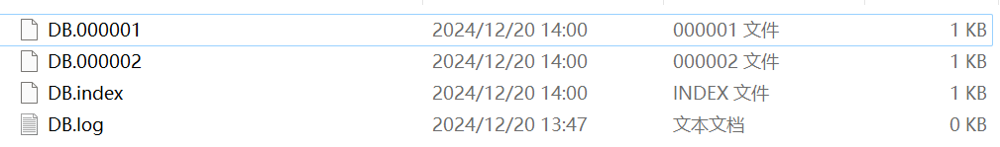 DB.000001 2024/12/20 14:00 000001 文件 1 KB
DB.000002 2024/12/20 14:00 000002 文件 1 KB
DB.index 2024/12/20 14:00 INDEX 文件 1 KB
DB.log 2024/12/20 13:47 文本文档 0 KB